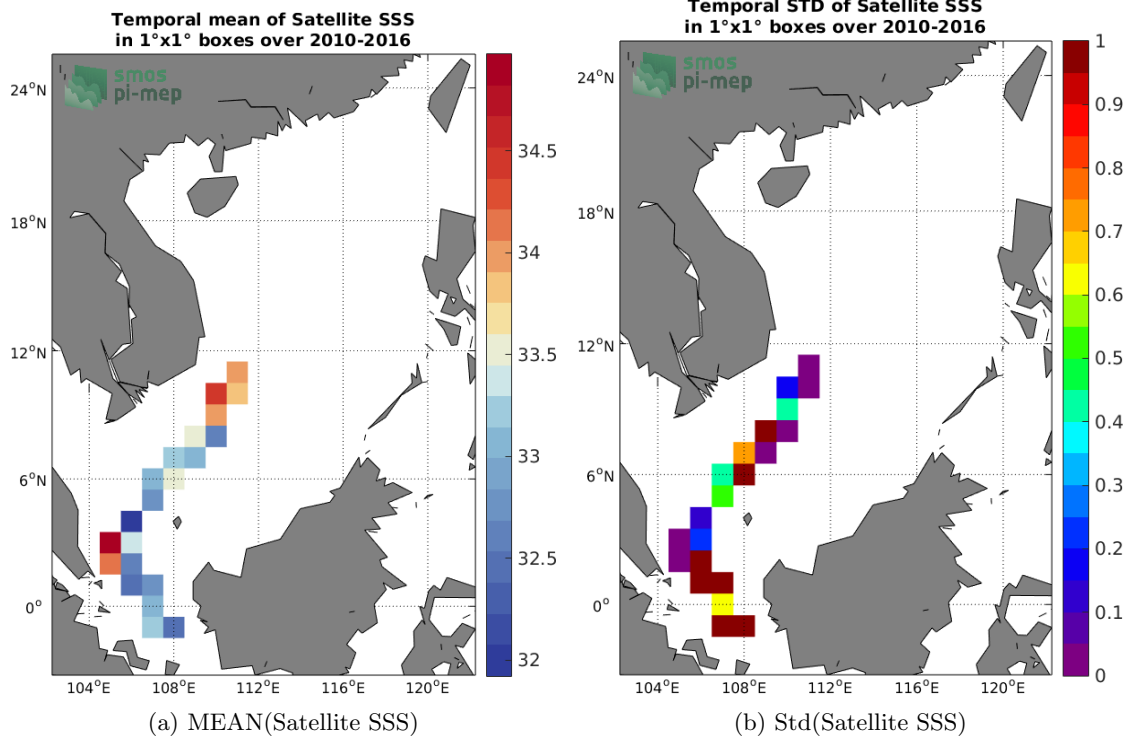 Temporal mean of Satellite SSS
in 1°x1° boxes over 2010-2016
smos
pi-mep
24°N
18°N
12°N
6°N
0°
104°E
108°E
112°E
116°E
120°E
34.5
34
33.5
33
32.5
32
(a) MEAN(Satellite SSS)
Temporal STD of Satellite SSS
in 1°x1° boxes over 2010-2016
smos
pi-mep
24°N
18°N
12°N
6°N
0°
104°E
108°E
112°E
116°E
120°E
1
0.9
0.8
0.7
0.6
0.5
0.4
0.3
0.2
0.1
0
(b) Std(Satellite SSS)